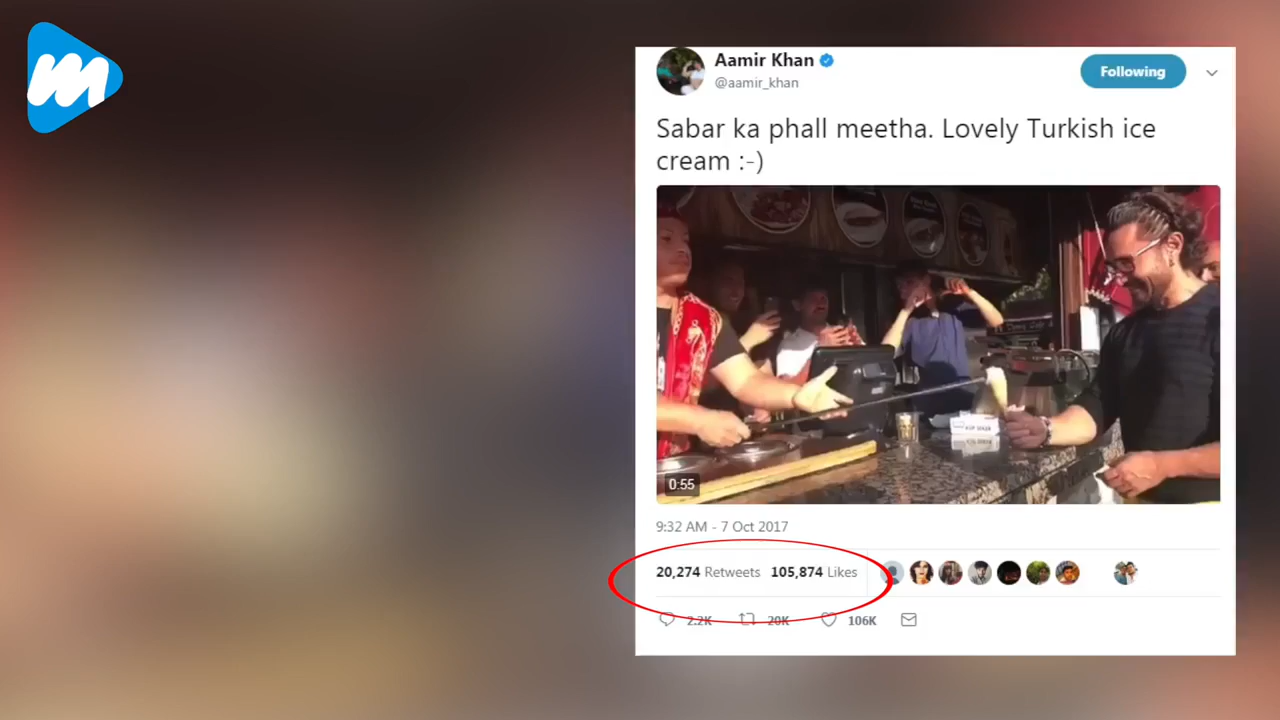 Aamir Khan
@aamir_khan
Following
Sabar ka phall meetha. Lovely Turkish ice
cream :-)
0:55
9:32 AM - 7 Oct 2017
20,274 Retweets 105,874 Likes
2.2K 20K 106K